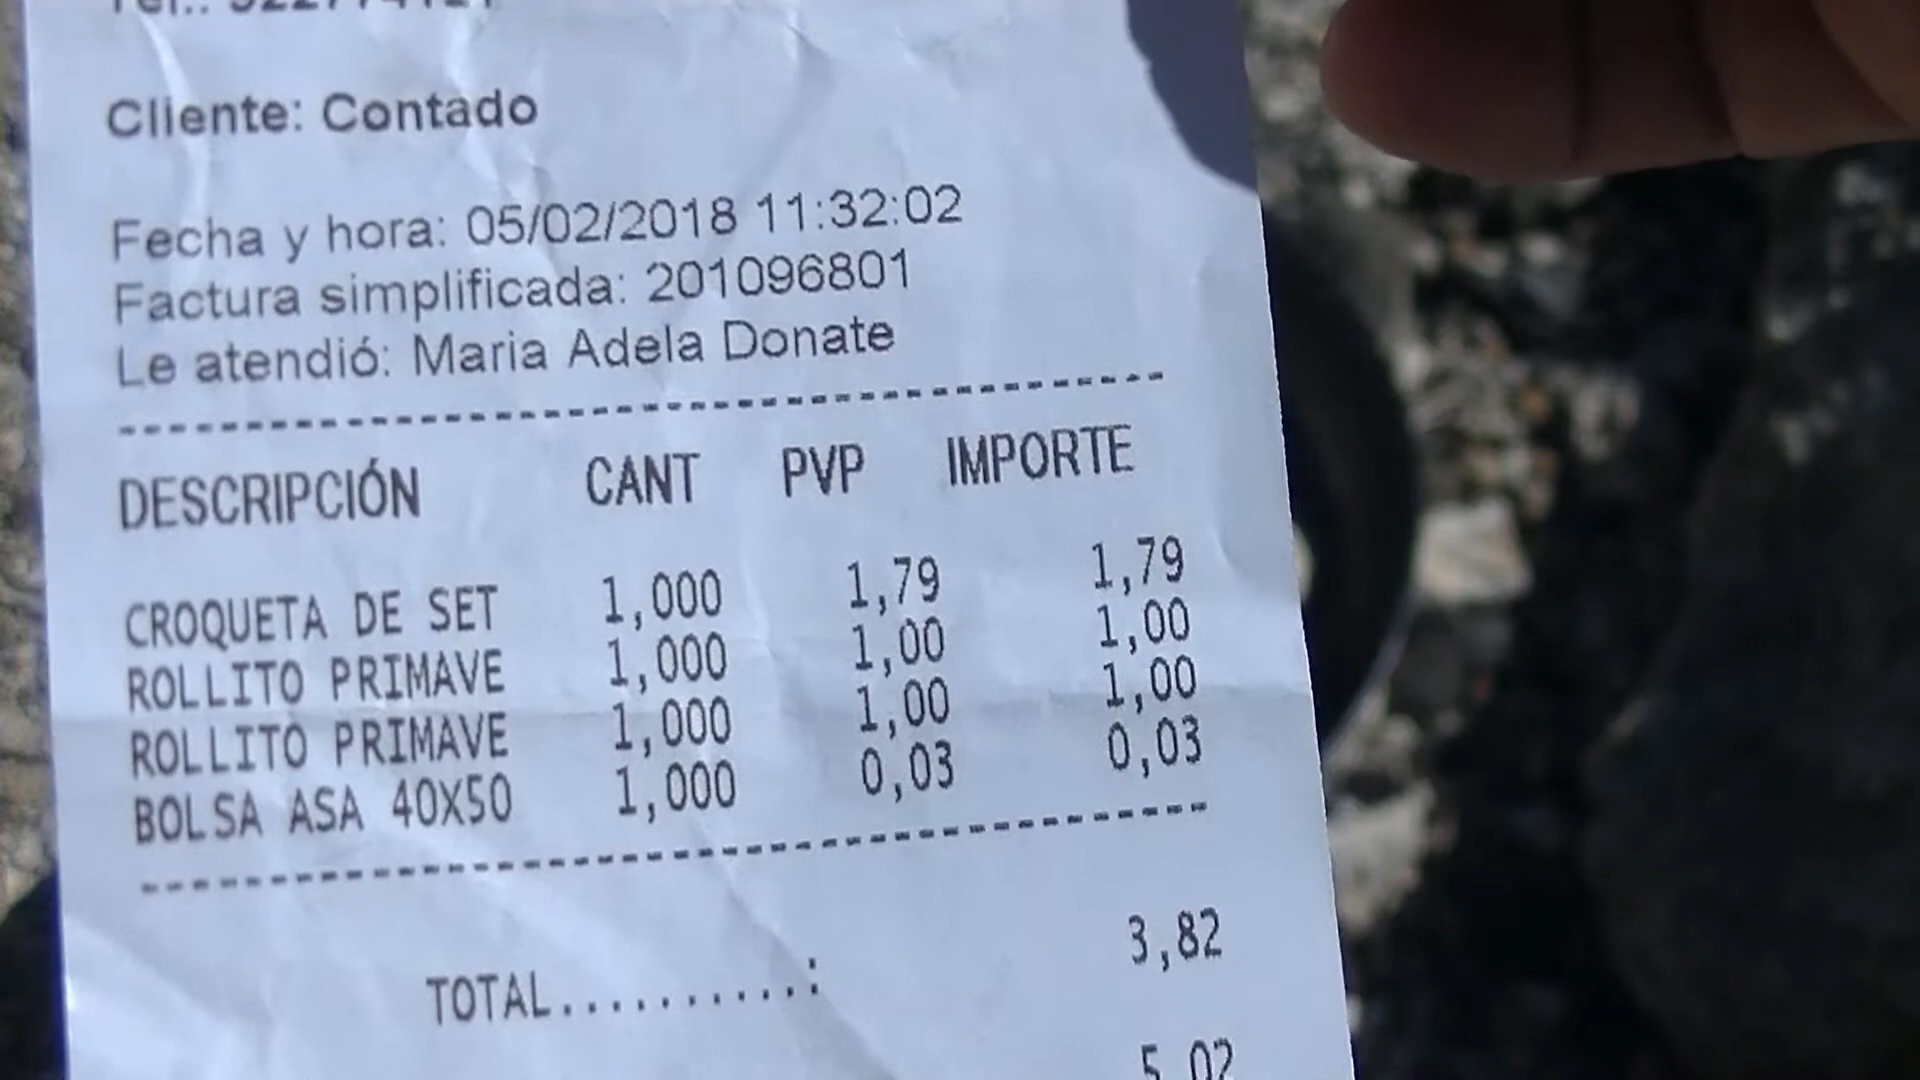 Cliente: Contado
Fecha y hora: 05/02/2018 11:32:02
Factura simplificada: 201096801
Le atendió: Maria Adela Donate
DESCRIPCIÓN CANT PVP IMPORTE
CROQUETA DE SET 1,000 1,79 1,79
ROLLITO PRIMAVE 1,000 1,00 1,00
ROLLITO PRIMAVE 1,000 1,00 1,00
BOLSA ASA 40X50 1,000 0,03 0,03
TOTAL..........: 3,82
5,02